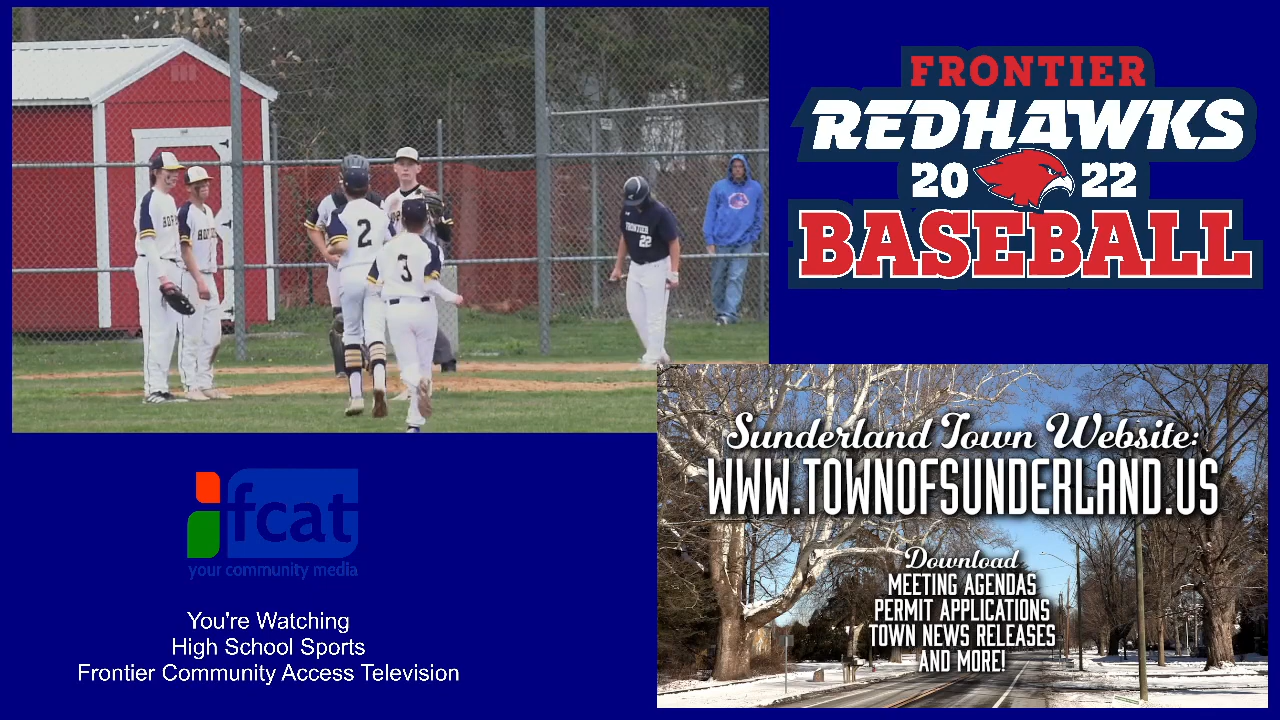 FRONTIER
REDHAWKS
20 22
BASEBALL
2
3
22
Sunderland Town Website:
WWW.TOWNOFSUNDERLAND.US
Download
MEETING AGENDAS
PERMIT APPLICATIONS
TOWN NEWS RELEASES
AND MORE!
fcat
your community media
You're Watching
High School Sports
Frontier Community Access Television